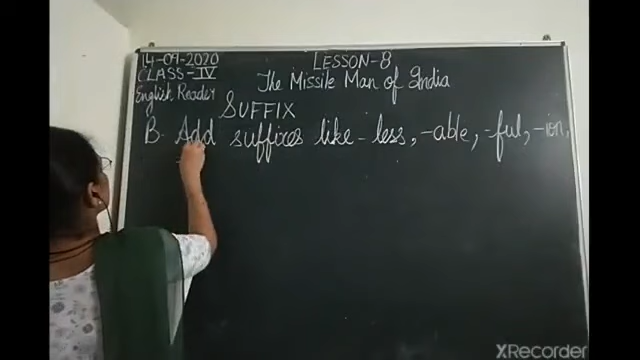 14-09-2020
LESSON-8
CLASS-IV
The Missile Man of India
English Reader
SUFFIX
B. Add suffixes like -less, -able, -ful, -ion,
XRecorder